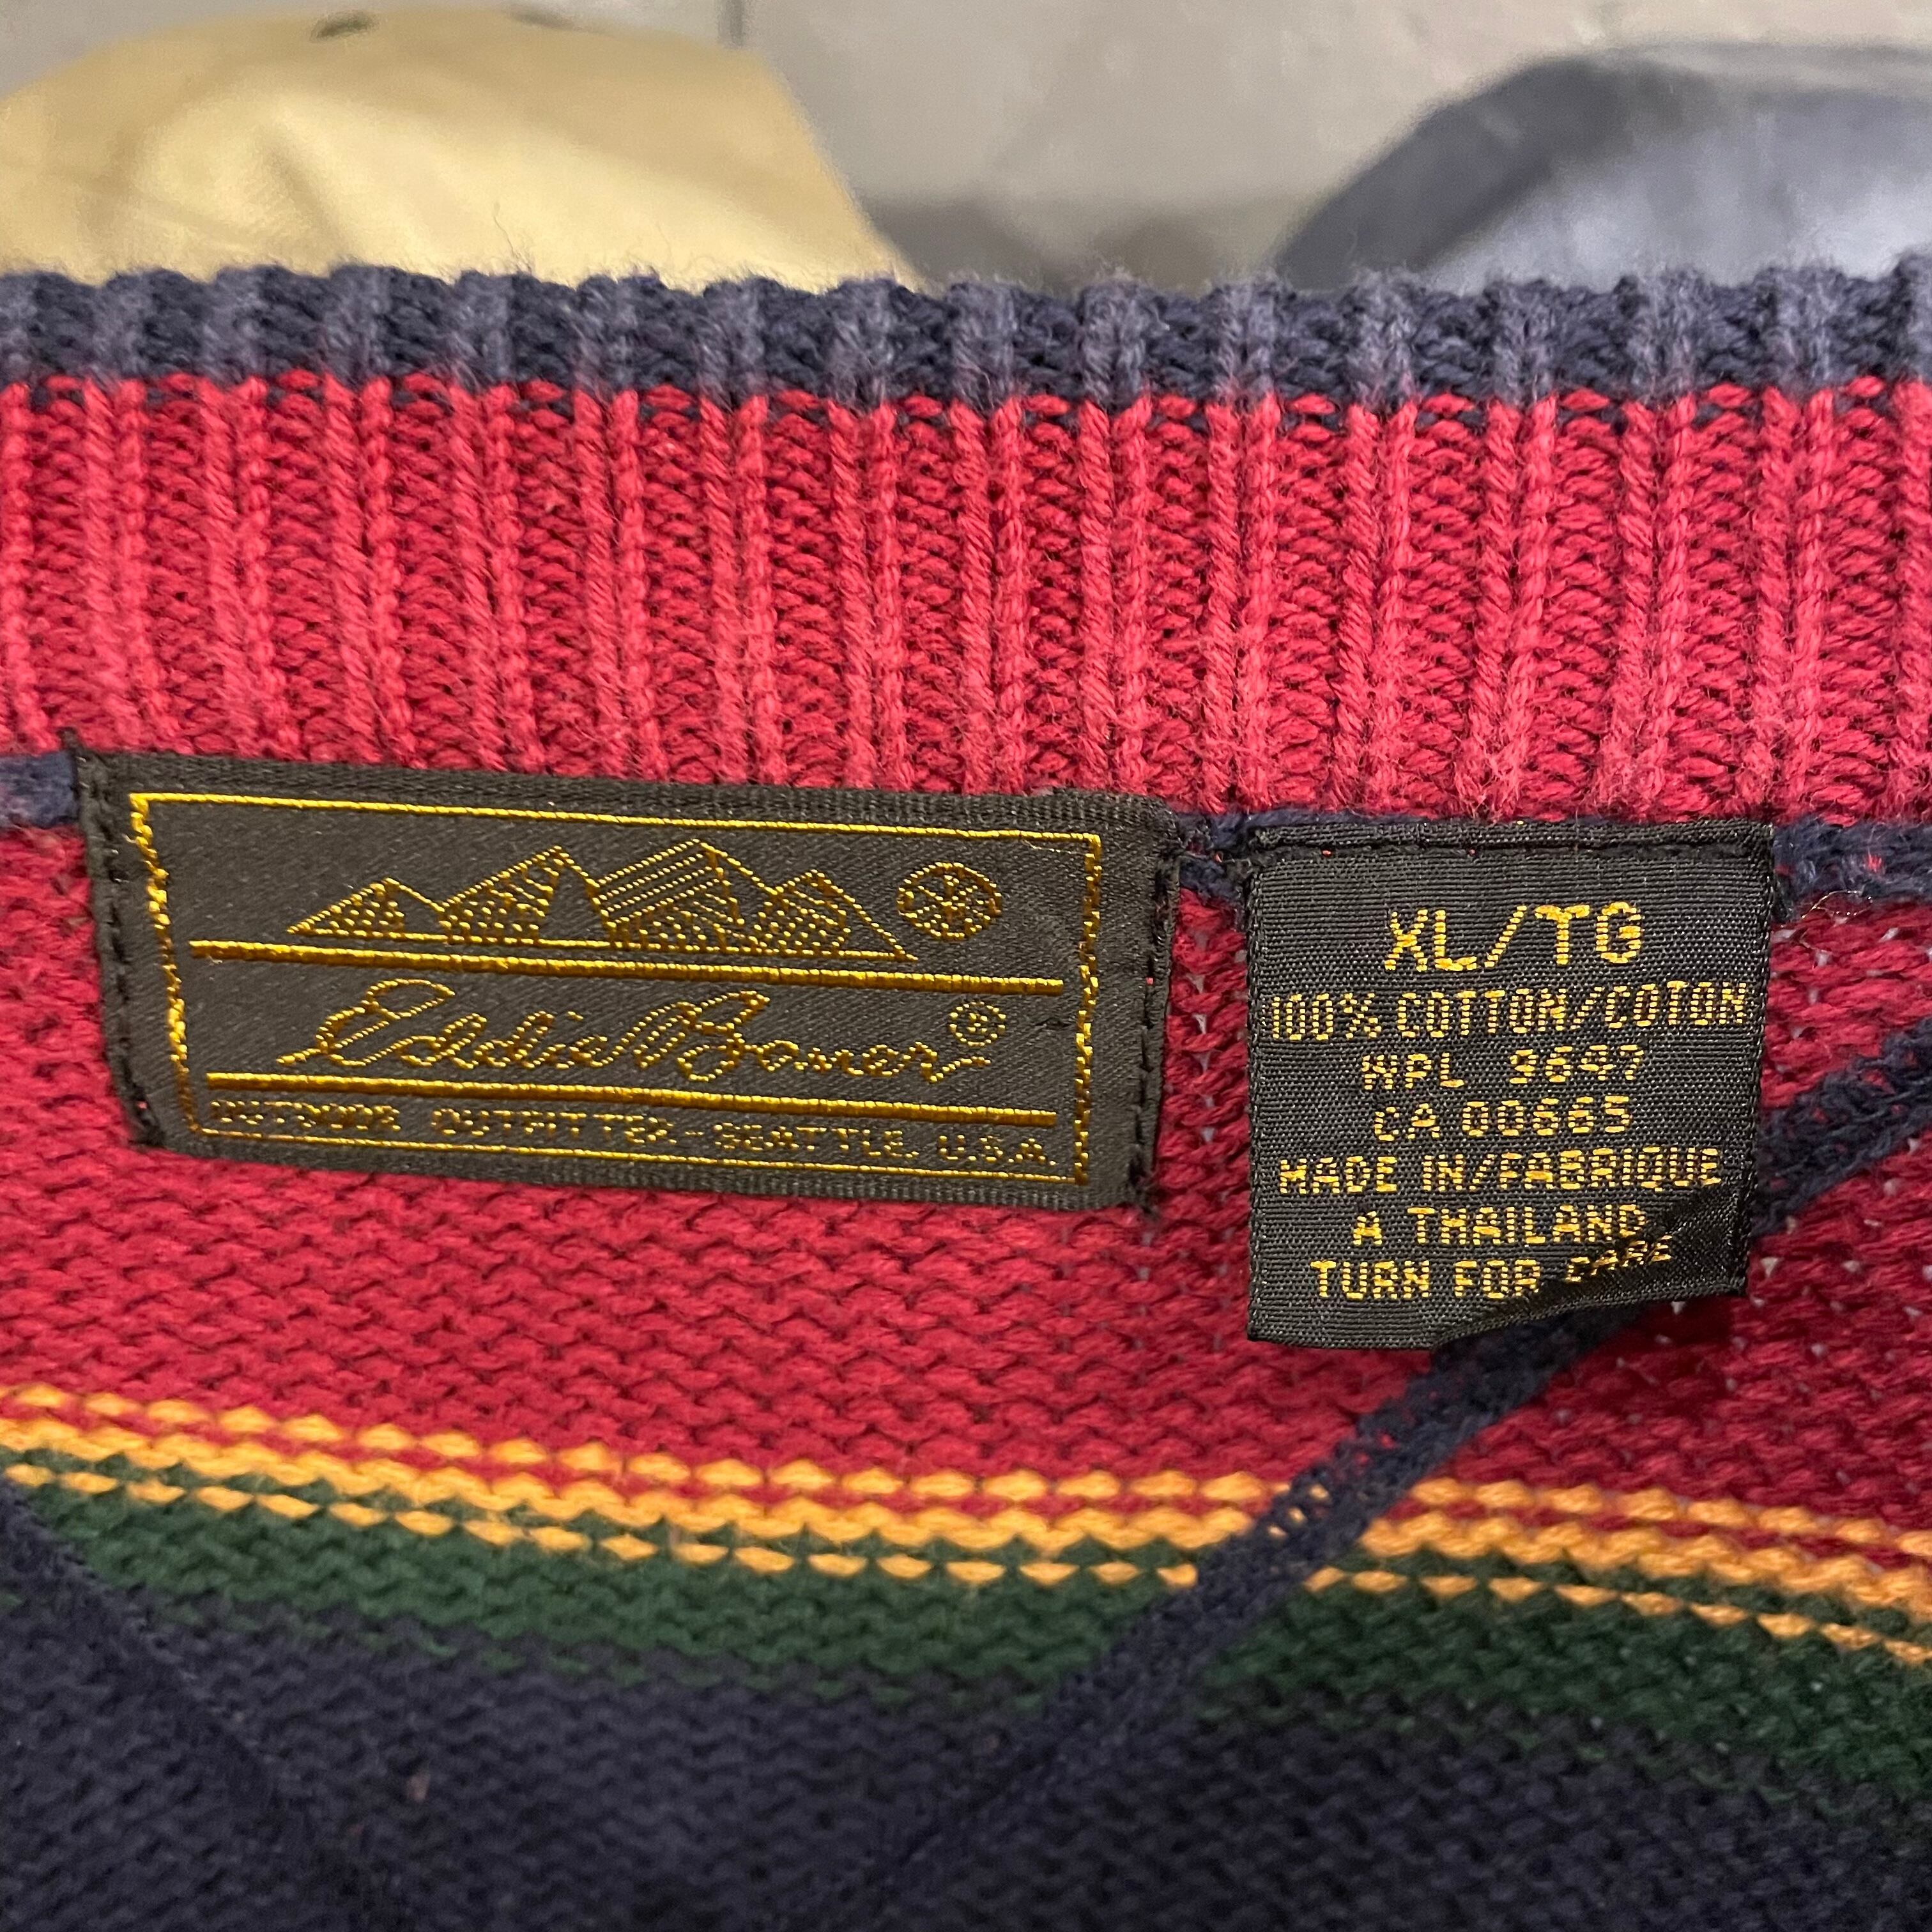 Eddie Bauer ®
OUTDOOR OUTFITTER-SEATTLE, U.S.A.
XL/TG
100% COTTON/COTON
WPL 9647
CA 00665
MADE IN/FABRIQUE
A THAILAND
TURN FOR CARE